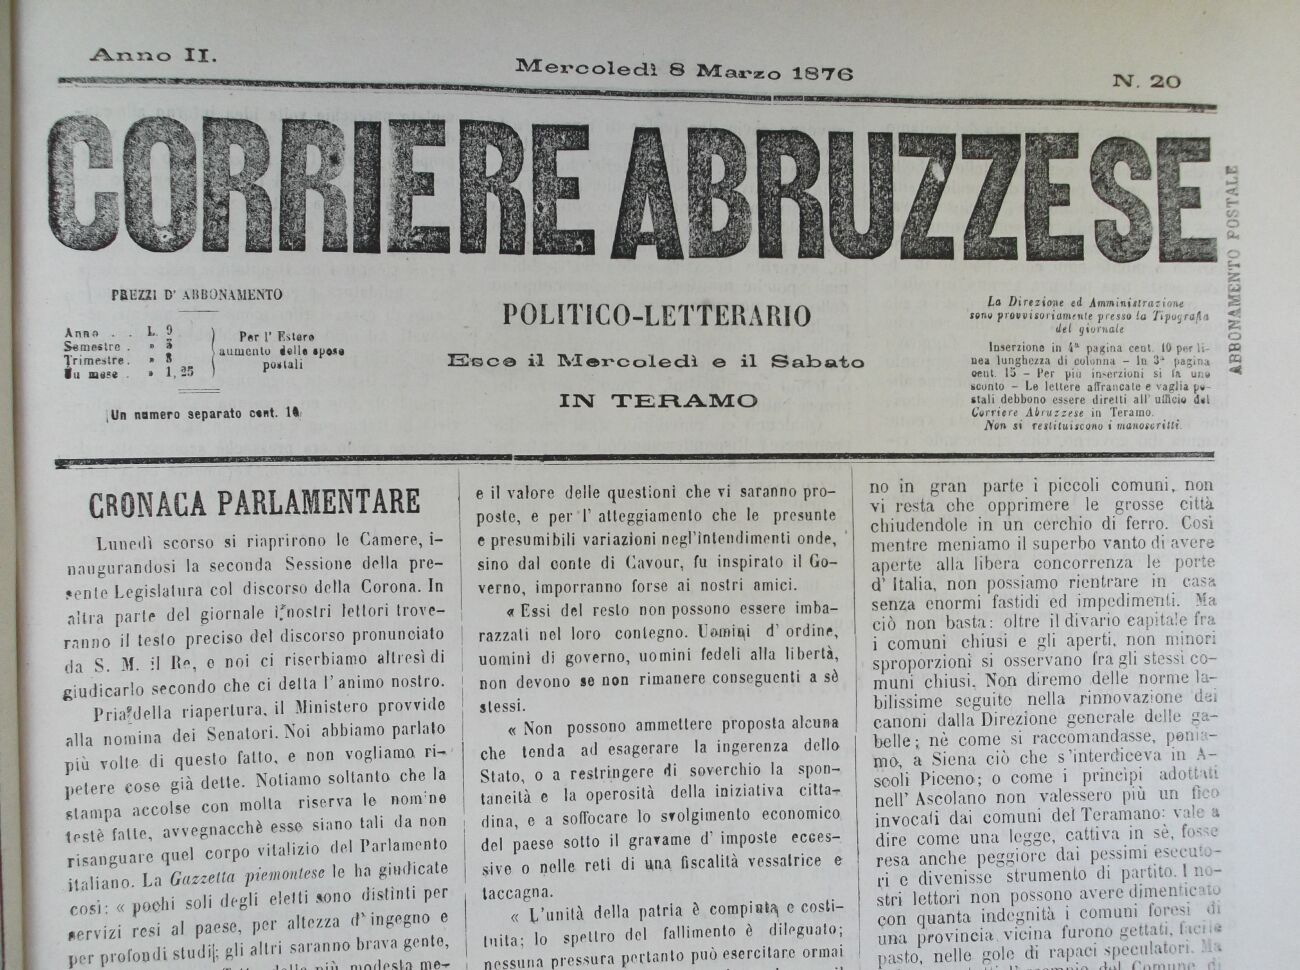 Anno II.
Mercoledì 8 Marzo 1876
N. 20
CORRIERE ABRUZZESE
ABBONAMENTO POSTALE
PREZZI D' ABBONAMENTO
Anno . . L. 9
Semestre . » 5
Trimestre . » 3
Un mese . » 1,25
Per l' Estero
aumento delle spese
postali
Un numero separato cent. 10
POLITICO-LETTERARIO
Esce il Mercoledì e il Sabato
IN TERAMO
La Direzione ed Amministrazione
sono provvisoriamente presso la Tipografia
del giornale
Inserzione in 4ª pagina cent. 10 per li-
nea lunghezza di colonna – In 3ª pagina
cent. 15 – Per più inserzioni si fa uno
sconto – Le lettere affrancate e vaglia po-
stali debbono essere diretti all' ufficio del
Corriere Abruzzese in Teramo.
Non si restituiscono i manoscritti.
CRONACA PARLAMENTARE
Lunedì scorso si riaprirono le Camere, i-
naugurandosi la seconda Sessione della pre-
sente Legislatura col discorso della Corona. In
altra parte del giornale i nostri lettori trove-
ranno il testo preciso del discorso pronunciato
da S. M. il Re, e noi ci riserbiamo altresì di
giudicarlo secondo che ci detta l' animo nostro.
Pria della riapertura, il Ministero provvide
alla nomina dei Senatori. Noi abbiamo parlato
più volte di questo fatto, e non vogliamo ri-
petere cose già dette. Notiamo soltanto che la
stampa accolse con molta riserva le nomine
testè fatte, avvegnacchè esse siano tali da non
risanguare quel corpo vitalizio del Parlamento
italiano. La Gazzetta piemontese le ha giudicate
così: « pochi soli degli eletti sono distinti per
servizi resi al paese, per altezza d' ingegno e
per profondi studi; gli altri saranno brava gente,
della più modesta me-
e il valore delle questioni che vi saranno pro-
poste, e per l' atteggiamento che le presunte
e presumibili variazioni negl'intendimenti onde,
sino dal conte di Cavour, fu inspirato il Go-
verno, imporranno forse ai nostri amici.
« Essi del resto non possono essere imba-
razzati nel loro contegno. Uomini d' ordine,
uomini di governo, uomini fedeli alla libertà,
non devono se non rimanere conseguenti a sè
stessi.
« Non possono ammettere proposta alcuna
che tenda ad esagerare la ingerenza dello
Stato, o a restringere di soverchio la spon-
taneità e la operosità della iniziativa citta-
dina, e a soffocare lo svolgimento economico
del paese sotto il gravame d' imposte ecces-
sive o nelle reti di una fiscalità vessatrice e
taccagna.
« L'unità della patria è compiuta e costi-
tuita; lo spettro del fallimento è dileguato;
nessuna pressura pertanto può esercitare ormai
no in gran parte i piccoli comuni, non
vi resta che opprimere le grosse città
chiudendole in un cerchio di ferro. Così
mentre meniamo il superbo vanto di avere
aperte alla libera concorrenza le porte
d' Italia, non possiamo rientrare in casa
senza enormi fastidi ed impedimenti. Ma
ciò non basta: oltre il divario capitale fra
i comuni chiusi e gli aperti, non minori
sproporzioni si osservano fra gli stessi co-
muni chiusi. Non diremo delle norme la-
bilissime seguite nella rinnovazione dei
canoni dalla Direzione generale delle ga-
belle; nè come si raccomandasse, ponia-
mo, a Siena ciò che s'interdiceva in A-
scoli Piceno; o come i principi adottati
nell' Ascolano non valessero più un fico
invocati dai comuni del Teramano: vale a
dire come una legge, cattiva in sè, fosse
resa anche peggiore dai pessimi esecuto-
ri e divenisse strumento di partito. I no-
stri lettori non possono avere dimenticato
con quanta indegnità i comuni foresi di
una provincia vicina furono gettati, facile
pasto, nelle gole di rapaci speculatori. Ma
l'esempio del Comune di